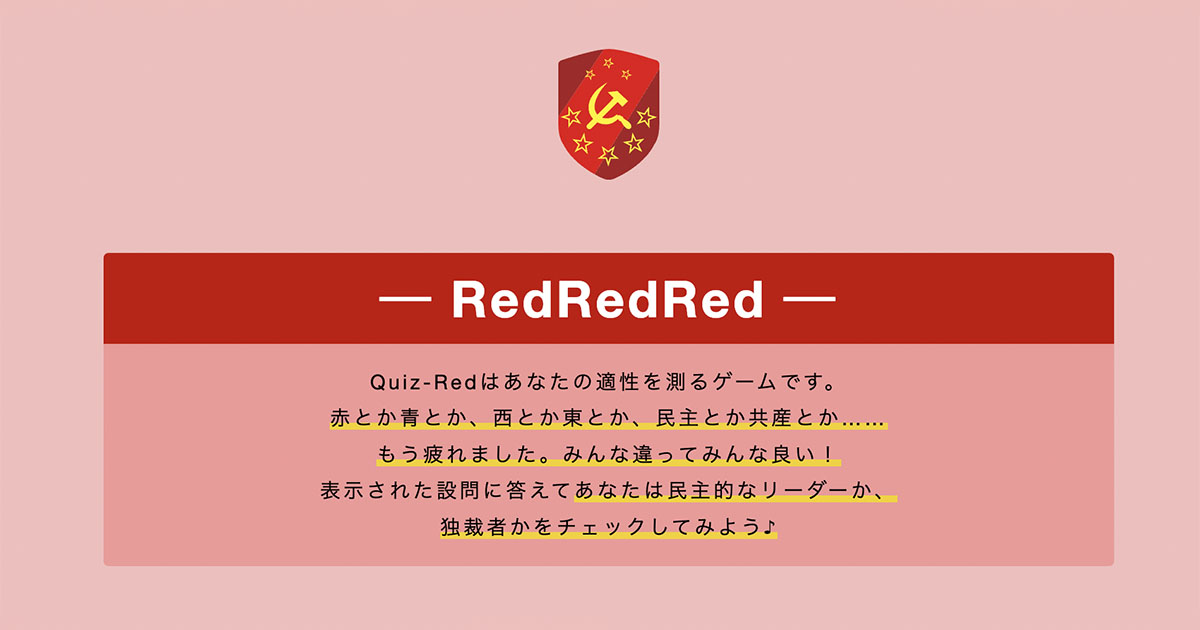 — RedRedRed —
Quiz-Redはあなたの適性を測るゲームです。
赤とか青とか、西とか東とか、民主とか共産とか……
もう疲れました。みんな違ってみんな良い！
表示された設問に答えてあなたは民主的なリーダーか、
独裁者かをチェックしてみよう♪